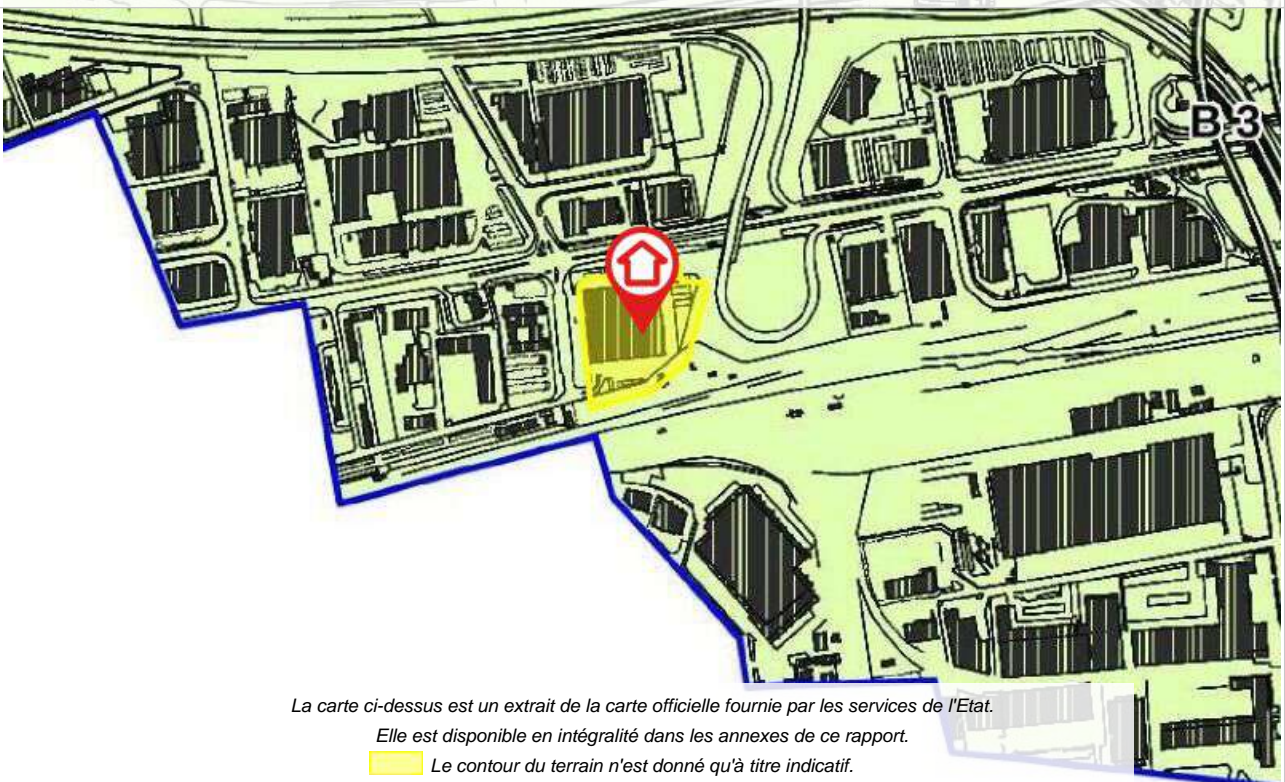 B-3
La carte ci-dessus est un extrait de la carte officielle fournie par les services de l'Etat.
Elle est disponible en intégralité dans les annexes de ce rapport.
Le contour du terrain n'est donné qu'à titre indicatif.